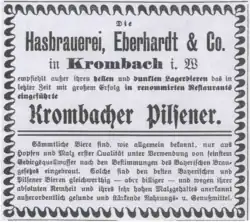 Die
Hasbrauerei, Eberhardt & Co.
in Krombach i. W
empfiehlt außer ihren hellen und dunklen Lagerbieren das in
letzter Zeit mit großem Erfolg in renommirten Restaurants
eingeführte
Krombacher Pilsener.
Sämmtliche Biere sind, wie allgemein bekannt, nur aus
Hopfen und Malz erster Qualität unter Verwendung von feinstem
Gebirgsquellwasser nach den Bestimmungen des Bayerischen Brau-
gesetzes eingebraut. Solche sind den besten Bayerischen und
Pilsener Bieren gleichwerthig — aber billiger — und wegen ihrer
absoluten Reinheit und ihres sehr hohen Malzgehaltes anerkannt
außerordentlich gesunde und stärkende Nahrungs- u. Genußmittel.